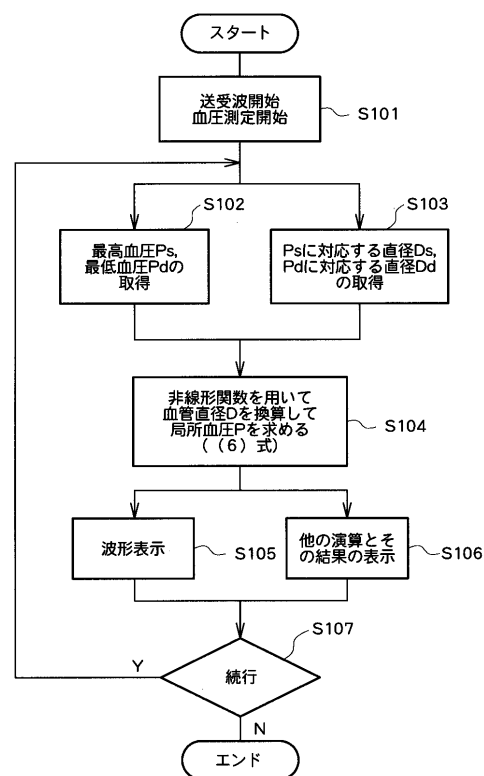 スタート
送受波開始
血圧測定開始
S101
S102
S103
最高血圧Ps,
最低血圧Pdの
取得
Psに対応する直径Ds,
Pdに対応する直径Dd
の取得
非線形関数を用いて
血管直径Dを換算して
局所血圧Pを求める
((6)式)
S104
波形表示
S105
他の演算とそ
の結果の表示
S106
S107
続行
Y
N
エンド